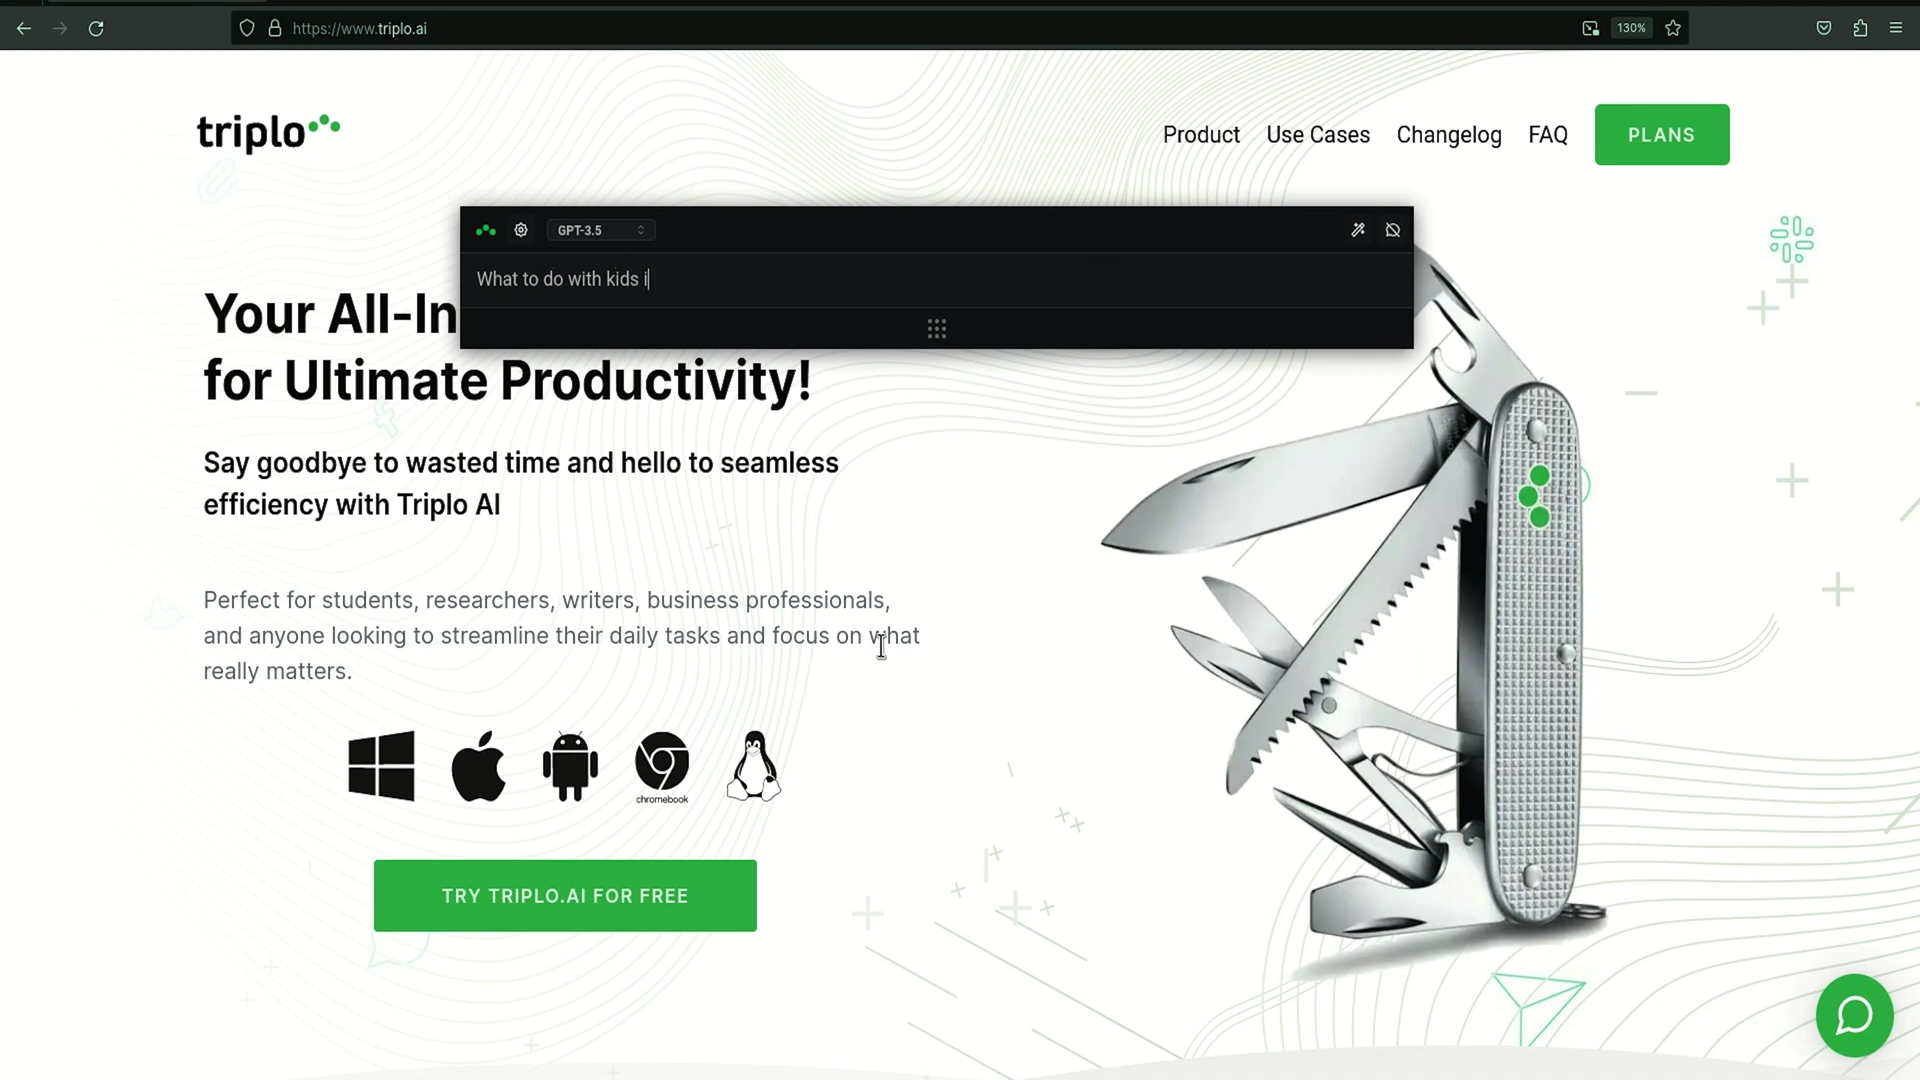 https://www.triplo.ai
130%
triplo
Product Use Cases Changelog FAQ PLANS
GPT-3.5
What to do with kids i
Your All-In
for Ultimate Productivity!
Say goodbye to wasted time and hello to seamless
efficiency with Triplo AI
Perfect for students, researchers, writers, business professionals,
and anyone looking to streamline their daily tasks and focus on what
really matters.
chromebook
TRY TRIPLO.AI FOR FREE